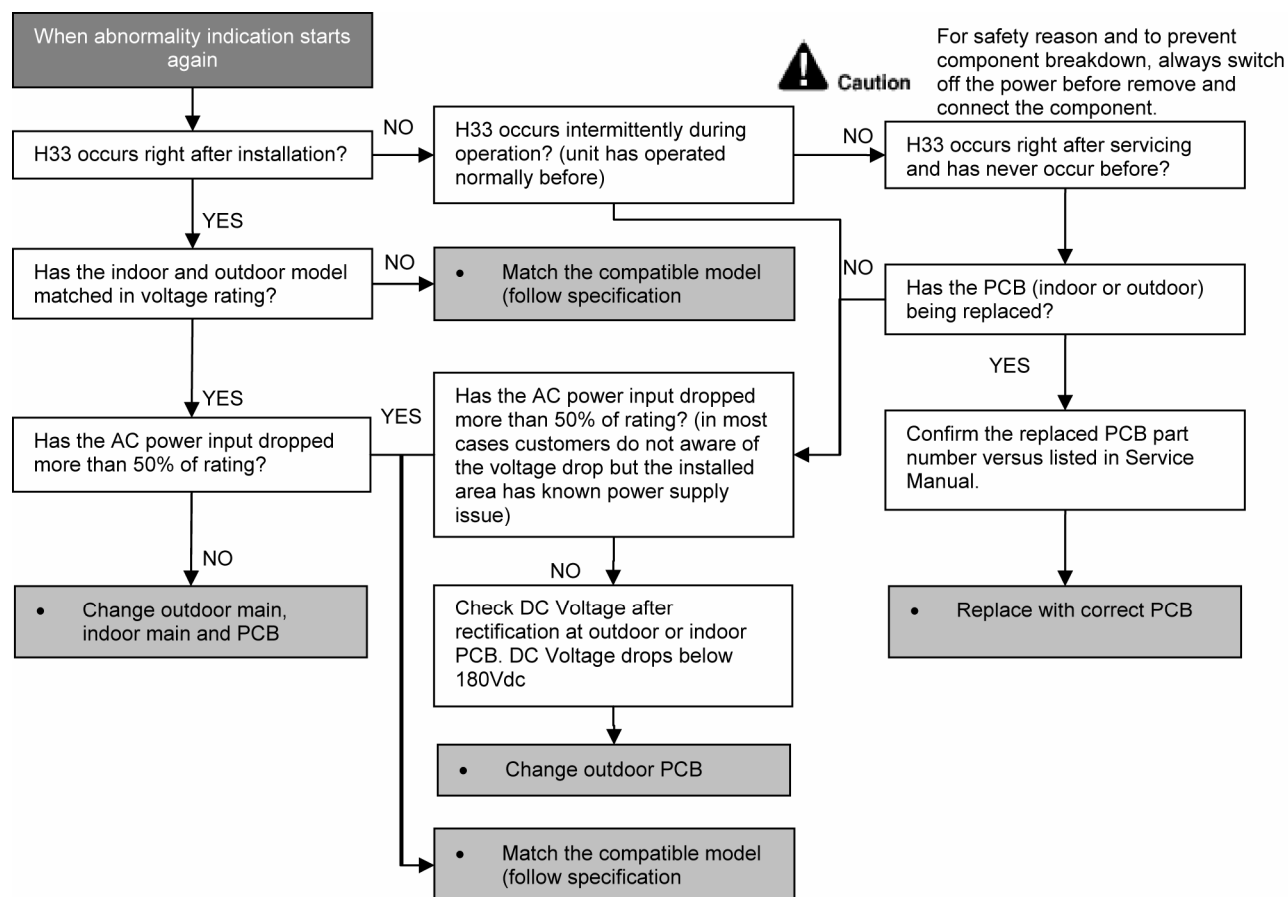 When abnormality indication starts
again
Caution
For safety reason and to prevent
component breakdown, always switch
off the power before remove and
connect the component.
H33 occurs right after installation?
NO
H33 occurs intermittently during
operation? (unit has operated
normally before)
NO
H33 occurs right after servicing
and has never occur before?
YES
Has the indoor and outdoor model
matched in voltage rating?
NO
• Match the compatible model
(follow specification
NO
Has the PCB (indoor or outdoor)
being replaced?
YES
YES
Has the AC power input dropped
more than 50% of rating?
YES
Has the AC power input dropped
more than 50% of rating? (in most
cases customers do not aware of
the voltage drop but the installed
area has known power supply
issue)
Confirm the replaced PCB part
number versus listed in Service
Manual.
NO
• Change outdoor main,
indoor main and PCB
NO
Check DC Voltage after
rectification at outdoor or indoor
PCB. DC Voltage drops below
180Vdc
• Replace with correct PCB
• Change outdoor PCB
• Match the compatible model
(follow specification